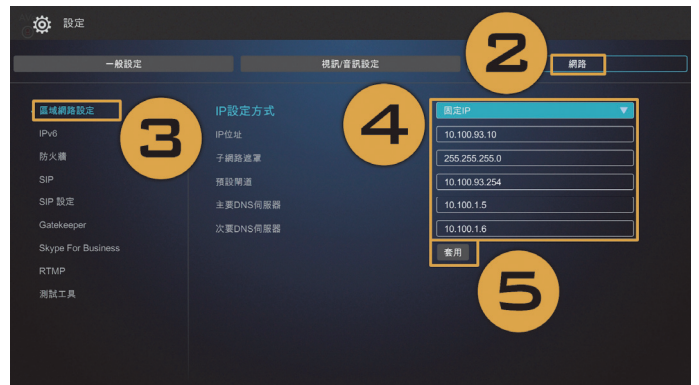 設定
一般設定
視訊/音訊設定
2
網路
3
區域網路設定
IPv6
防火牆
SIP
SIP 設定
Gatekeeper
Skype For Business
RTMP
測試工具
4
IP設定方式
固定IP
IP位址
10.100.93.10
子網路遮罩
255.255.255.0
預設閘道
10.100.93.254
主要DNS伺服器
10.100.1.5
次要DNS伺服器
10.100.1.6
套用
5